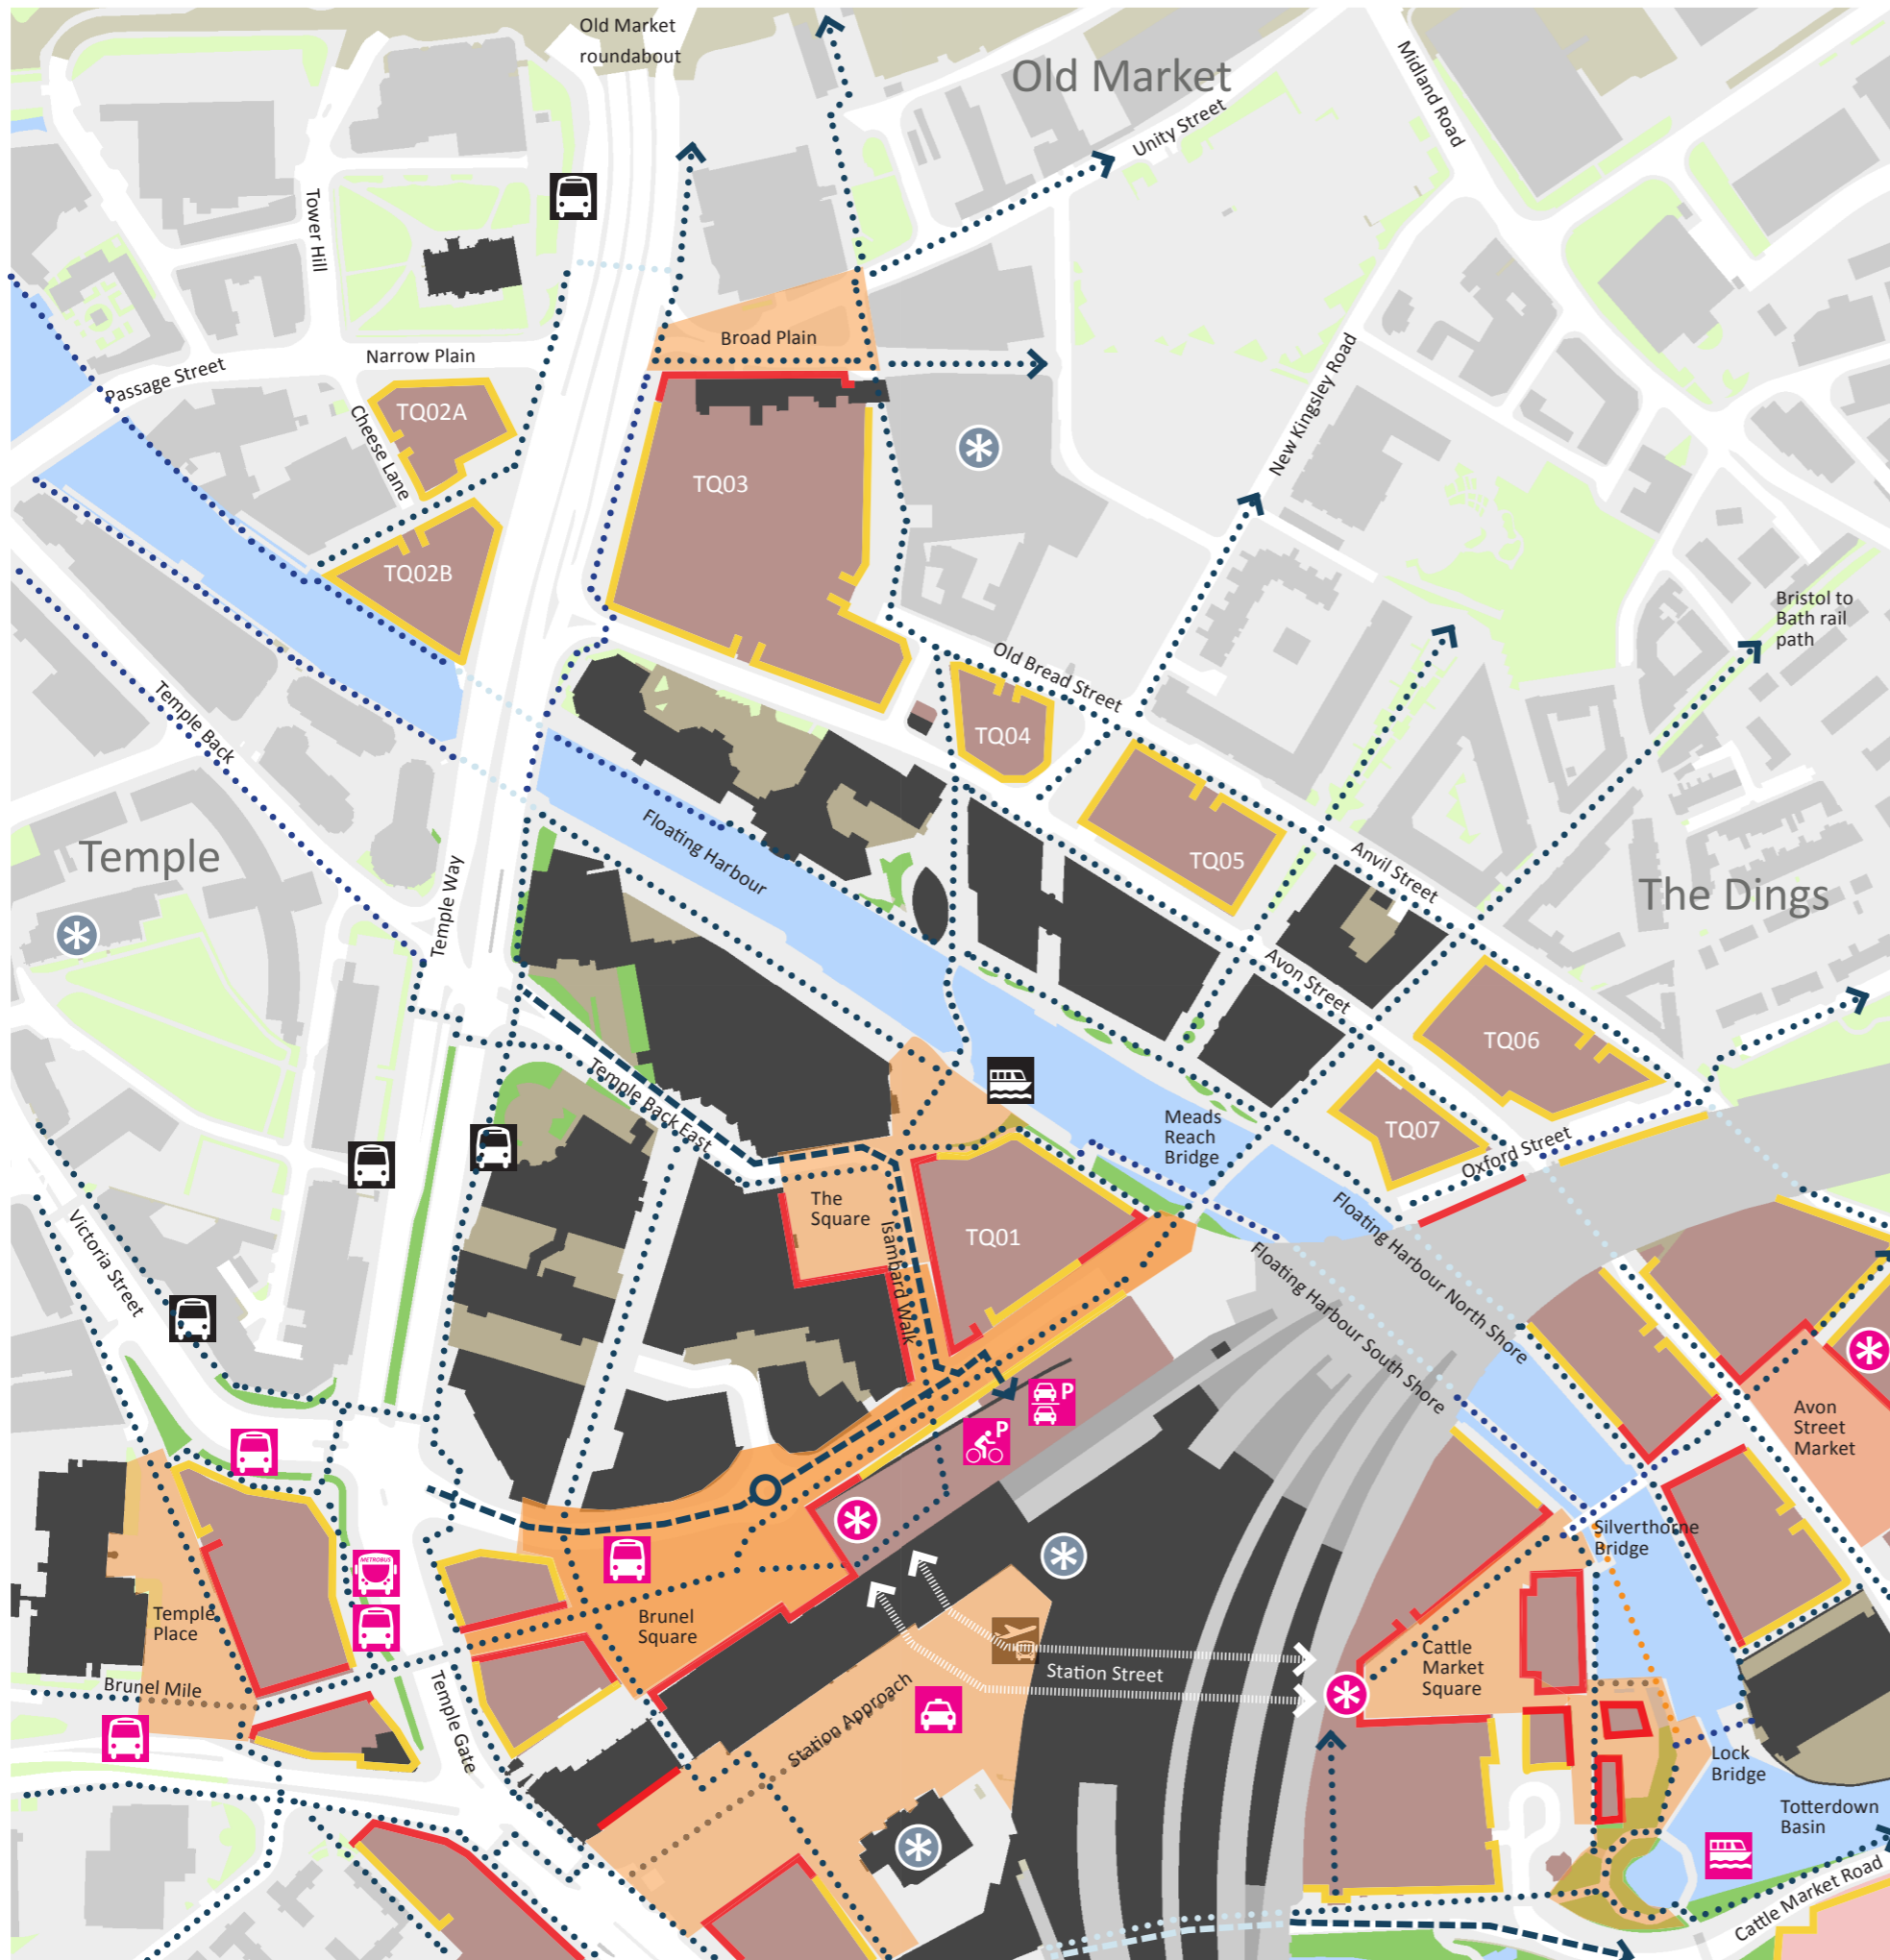 Old Market
roundabout
Old Market
Midland Road
Unity Street
Tower Hill
Broad Plain
Narrow Plain
Passage Street
Cheese Lane
TQ02A
New Kingsley Road
TQ03
TQ02B
Bristol to
Bath rail
path
Old Bread Street
Temple Back
TQ04
Floating Harbour
Temple
TQ05
Anvil Street
The Dings
Temple Way
Avon Street
TQ06
Temple Back East
Meads
Reach
Bridge
TQ07
Oxford Street
The
Square
Isambard Walk
TQ01
Victoria Street
Floating Harbour North Shore
Floating Harbour South Shore
P
P
Avon
Street
Market
Silverthorne
Bridge
METROBUS
Temple
Place
Brunel
Square
Cattle
Market
Square
Station Street
Brunel Mile
Temple Gate
Station Approach
Lock
Bridge
Totterdown
Basin
Cattle Market Road